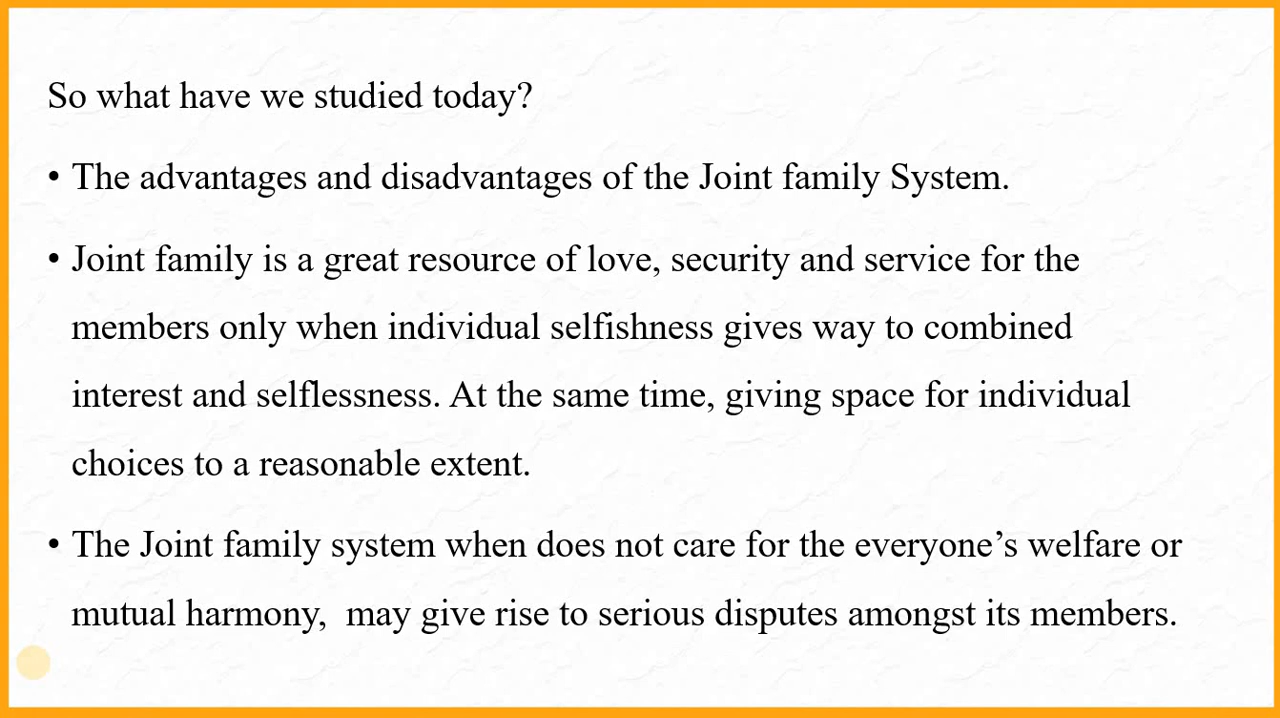 So what have we studied today?
• The advantages and disadvantages of the Joint family System.
• Joint family is a great resource of love, security and service for the
members only when individual selfishness gives way to combined
interest and selflessness. At the same time, giving space for individual
choices to a reasonable extent.
• The Joint family system when does not care for the everyone’s welfare or
mutual harmony,  may give rise to serious disputes amongst its members.